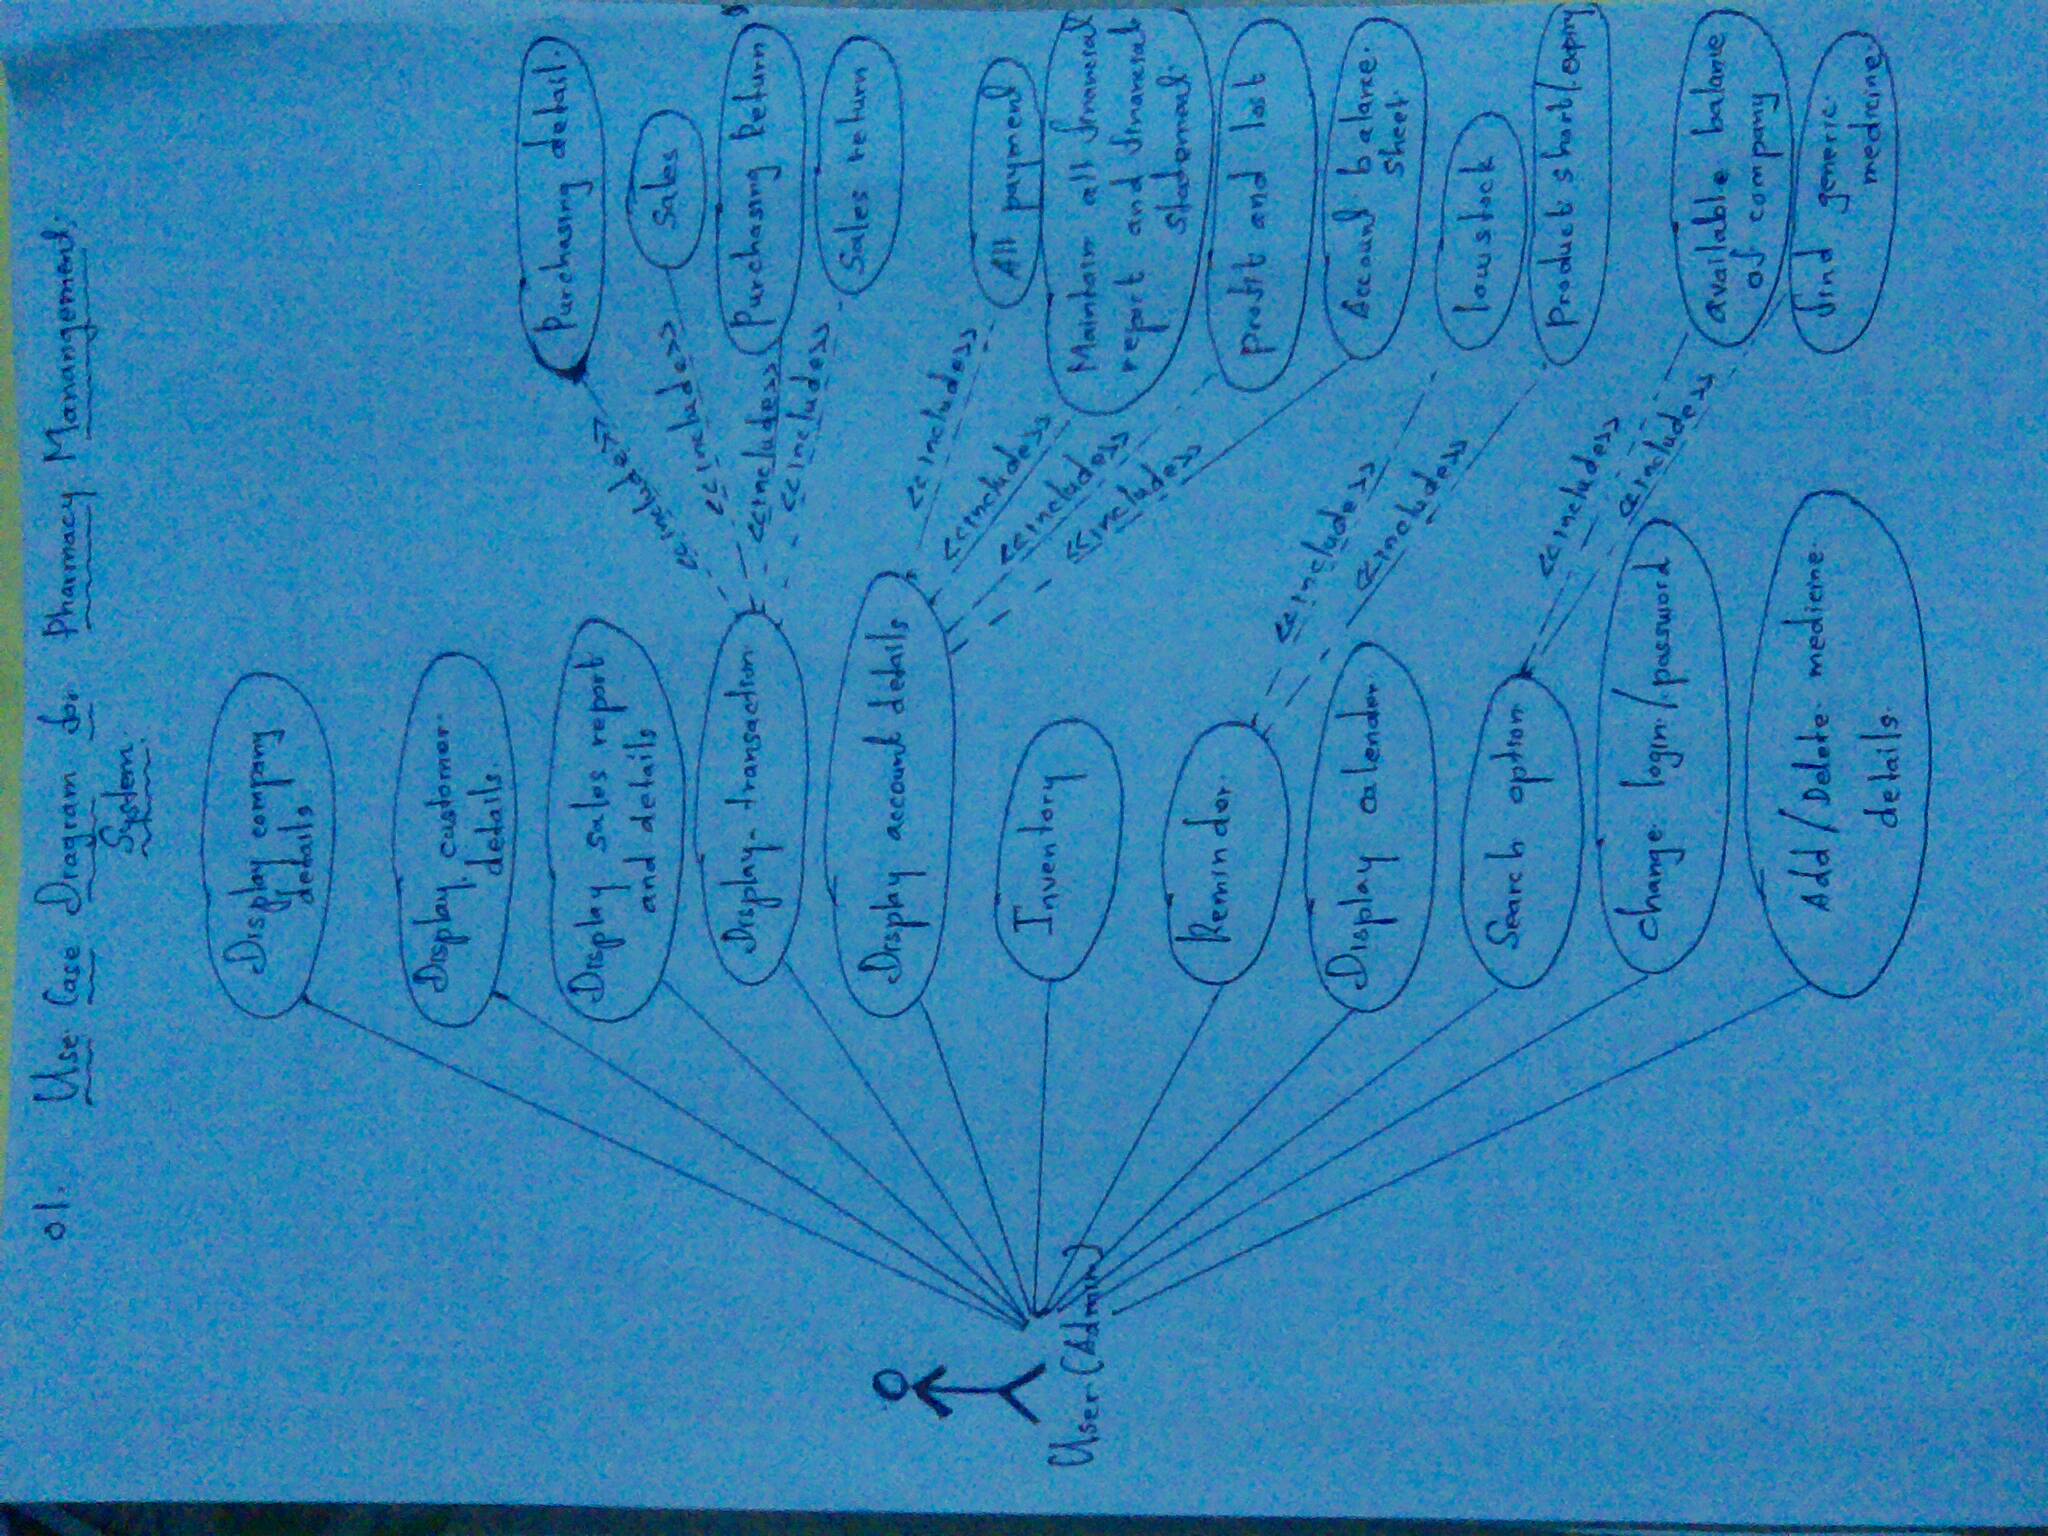 01. Use Case Diagram for Pharmacy Manangement
System.
Display company
details
Display customer
details.
Display sales report
and details
Purchasing detail.
<<includes>>
<<includes>>
Sales
Display transaction
<<includes>>
Purchasing Return
<<includes>>
Sales return
Display account details
<<includes>>
<<includes>>
<<includes>>
<<includes>>
All payment
Maintain all financial
report and financial
statement
User (Admin)
Inventory
Reminder
profit and lost
<<includes>>
<<includes>>
Account balance
sheet
Display calender
low stock
Search option
<<includes>>
<<includes>>
product short/expiry
change login/password
available balance
of company
Add/Delete medicine
details.
find generic
medicine